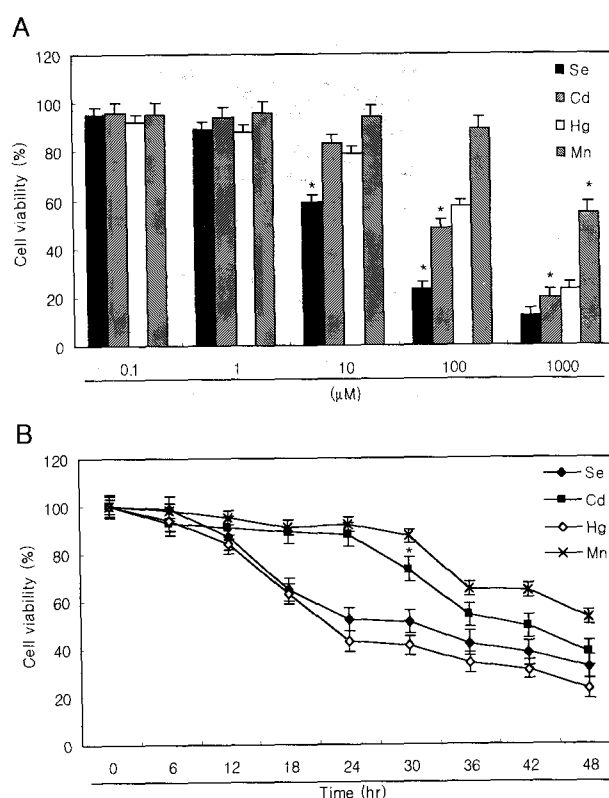 A
120
100
80
60
40
20
0
Cell viability (%)
Se
Cd
Hg
Mn
*
*
*
*
*
0.1 1 10 100 1000
(μM)
B
120
100
80
60
40
20
0
Cell viability (%)
Se
Cd
Hg
Mn
*
0 6 12 18 24 30 36 42 48
Time (hr)